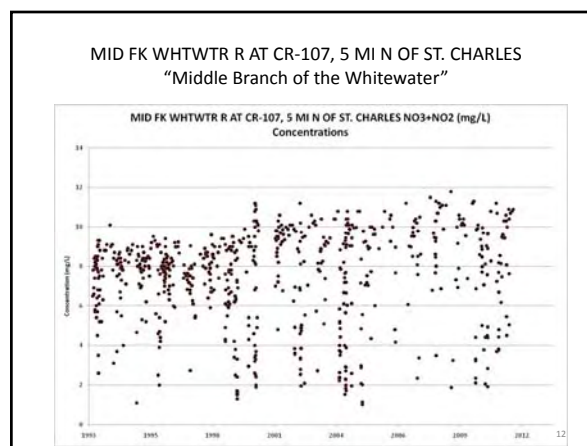 MID FK WHTWTR R AT CR-107, 5 MI N OF ST. CHARLES
“Middle Branch of the Whitewater”
MID FK WHTWTR R AT CR-107, 5 MI N OF ST. CHARLES NO3+NO2 (mg/L)
Concentrations
14
12
10
8
6
4
2
0
Concentration (mg/L)
1993 1995 1998 2001 2004 2006 2009 2012
12